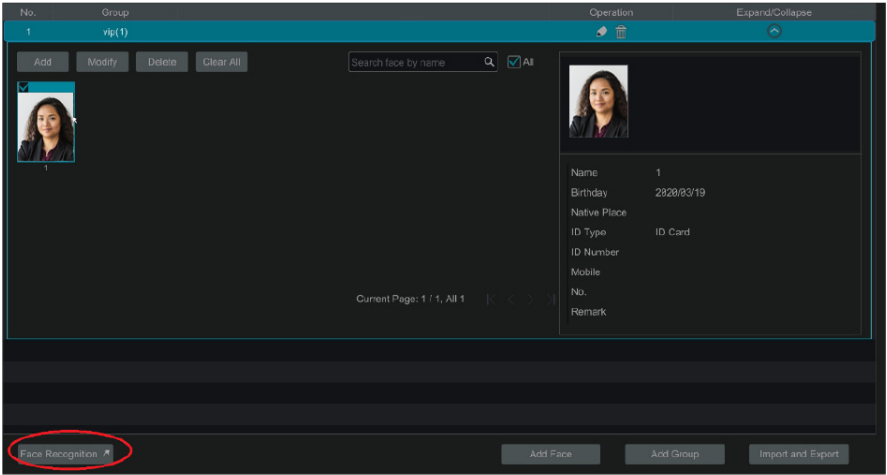 No. Group Operation Expand/Collapse
1 vip(1)
Add Modify Delete Clear All Search face by name All
1
Name 1
Birthday 2020/03/19
Native Place
ID Type ID Card
ID Number
Mobile
No.
Remark
Current Page: 1 / 1, All 1
Face Recognition Add Face Add Group Import and Export